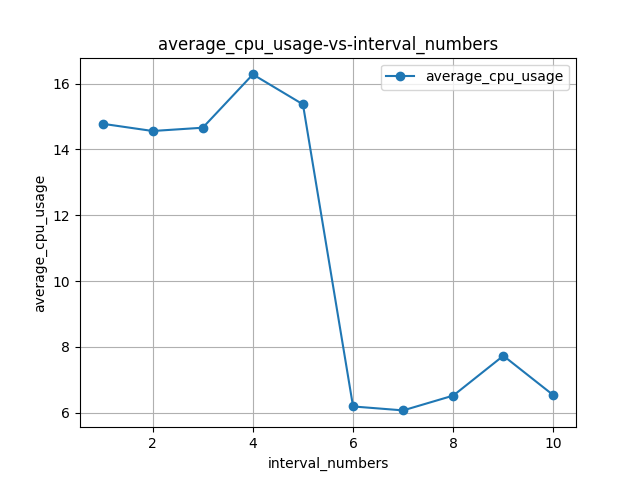 average_cpu_usage-vs-interval_numbers
average_cpu_usage
16
14
12
10
8
6
average_cpu_usage
2 4 6 8 10
interval_numbers